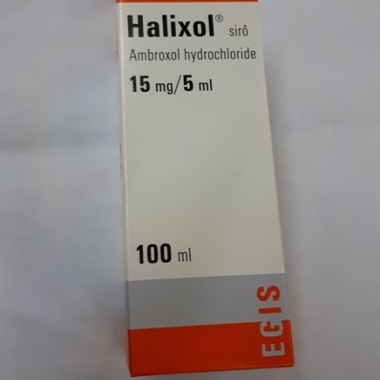 Halixol® sirô
Ambroxol hydrochloride
15 mg/5 ml
100 ml
EGIS